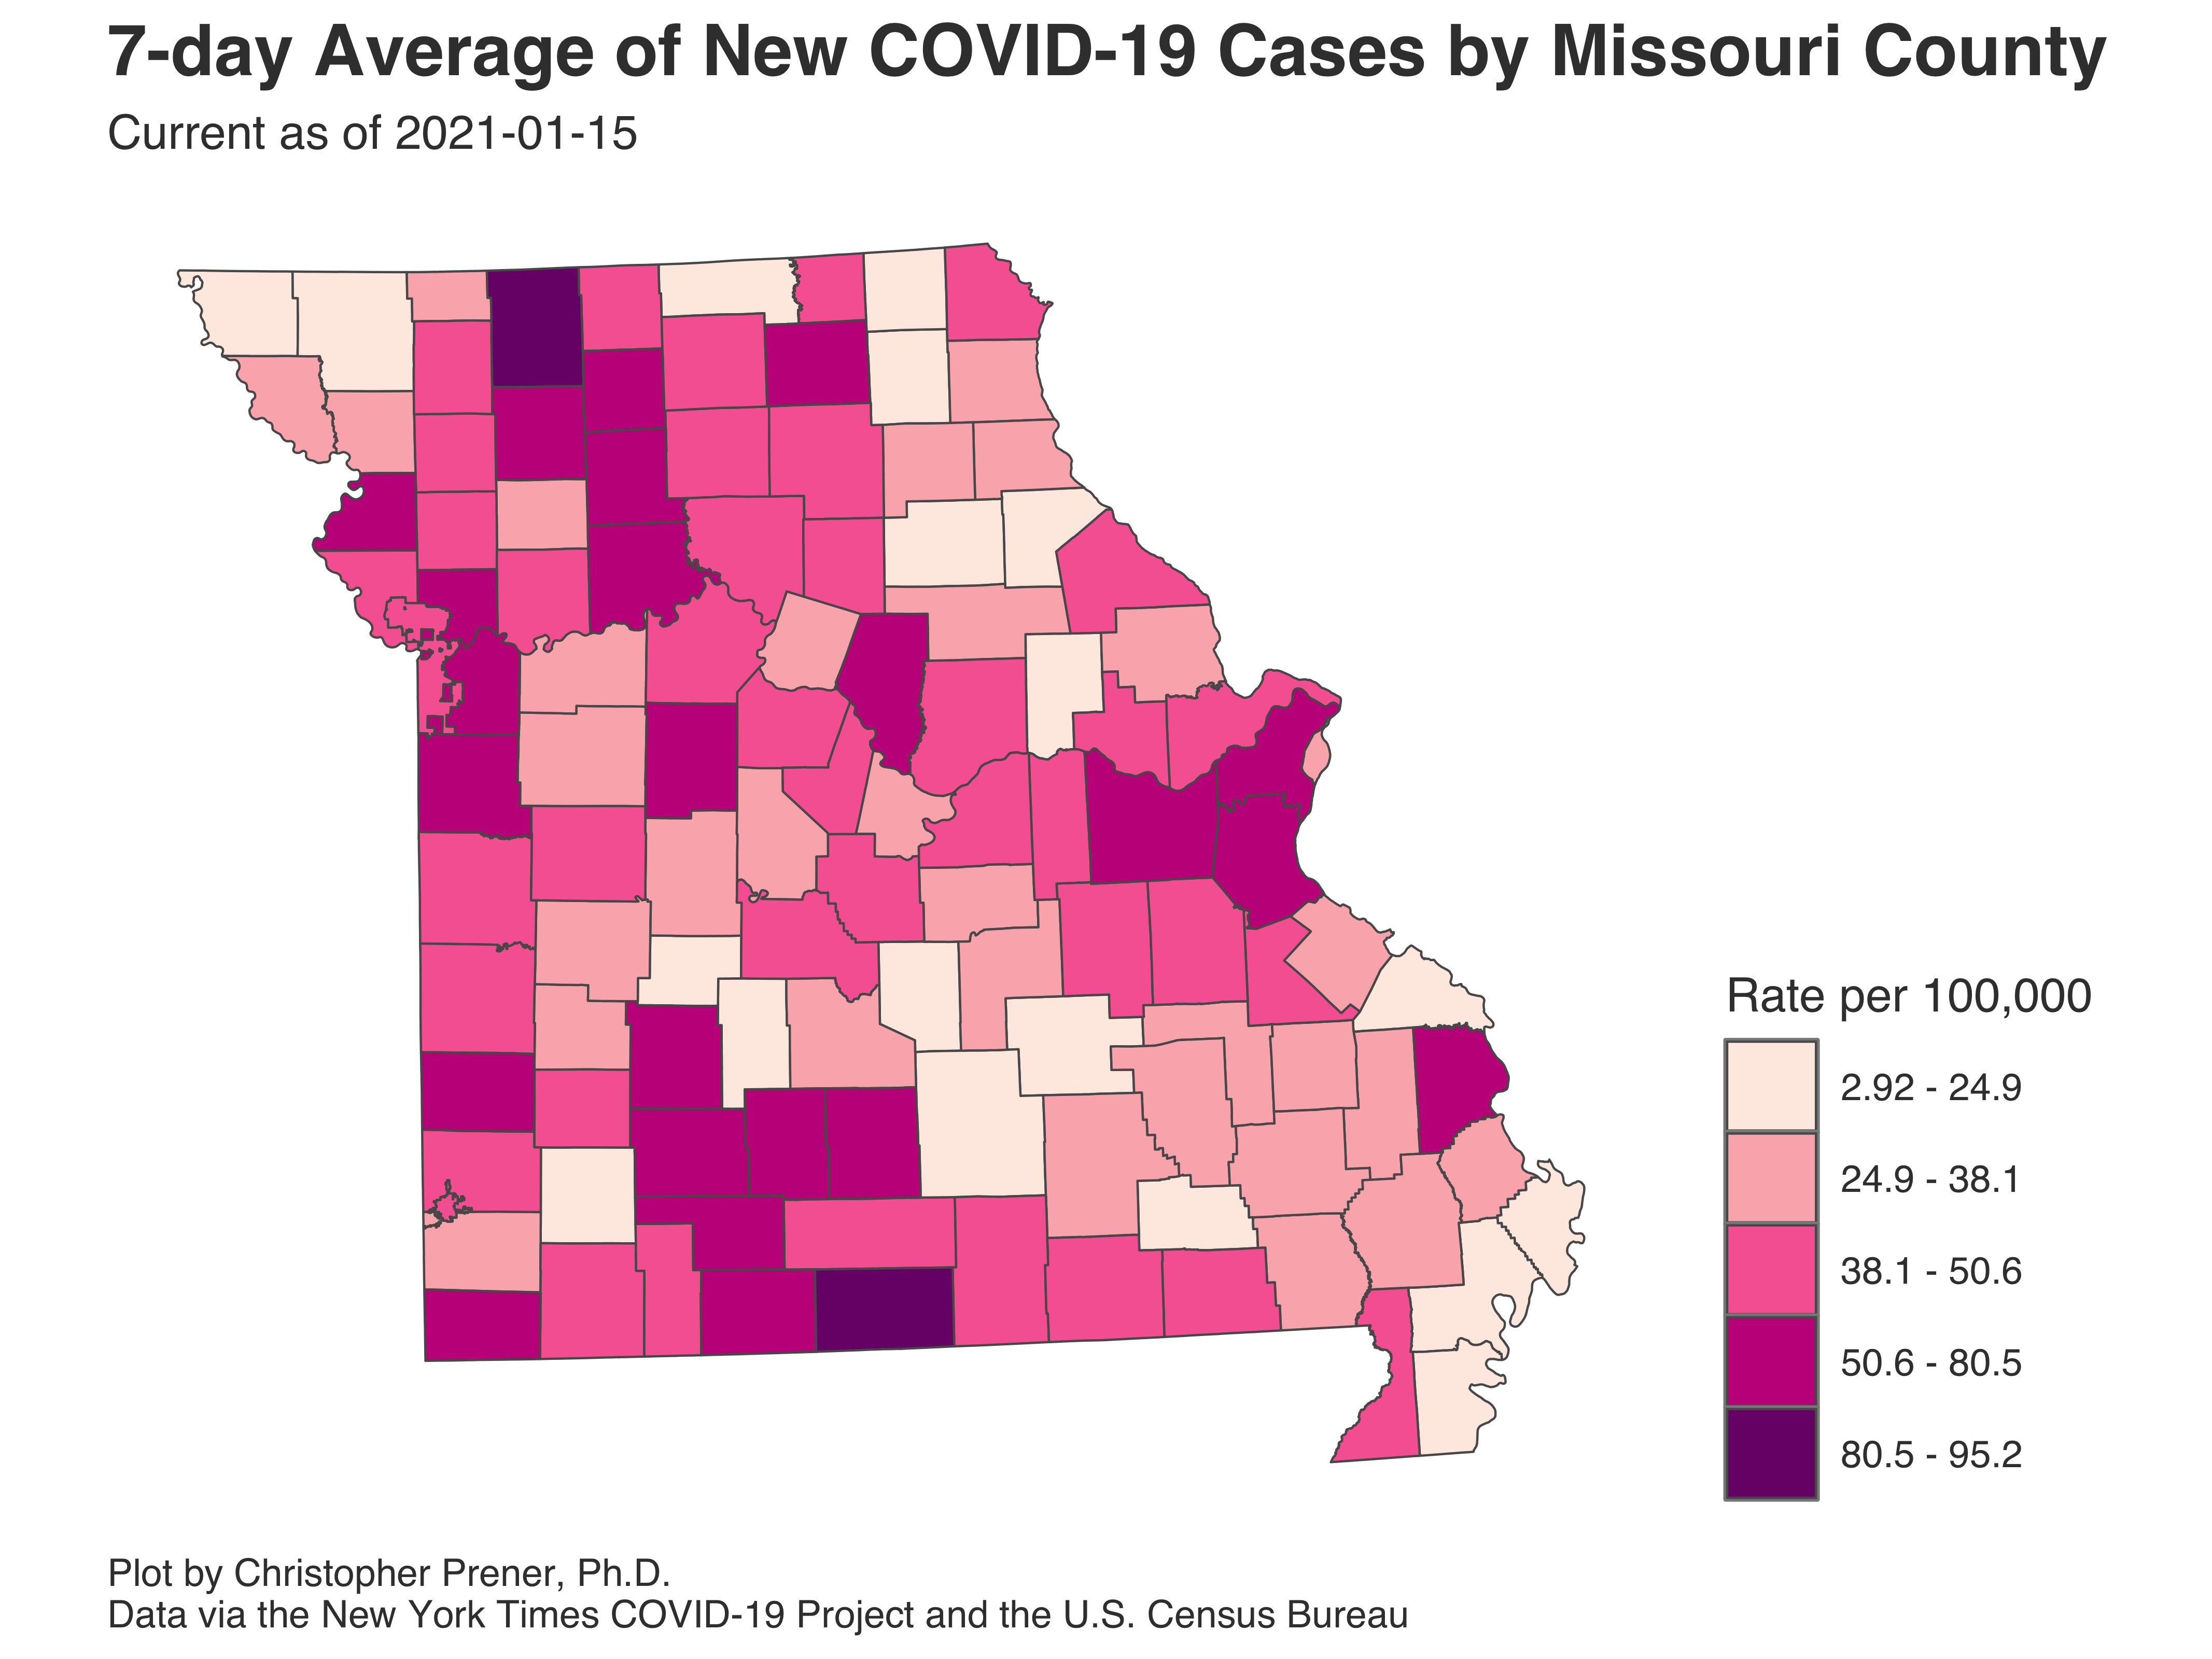 7-day Average of New COVID-19 Cases by Missouri County
Current as of 2021-01-15
Rate per 100,000
2.92 - 24.9
24.9 - 38.1
38.1 - 50.6
50.6 - 80.5
80.5 - 95.2
Plot by Christopher Prener, Ph.D.
Data via the New York Times COVID-19 Project and the U.S. Census Bureau